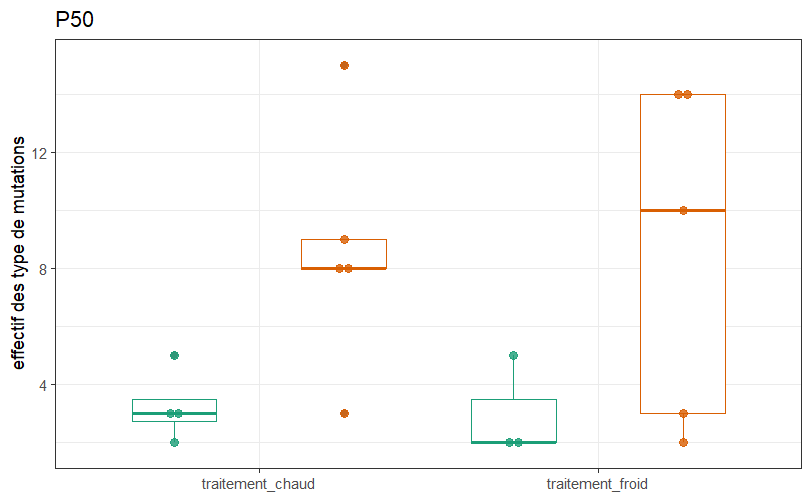 P50
effectif des type de mutations
12
8
4
traitement_chaud
traitement_froid